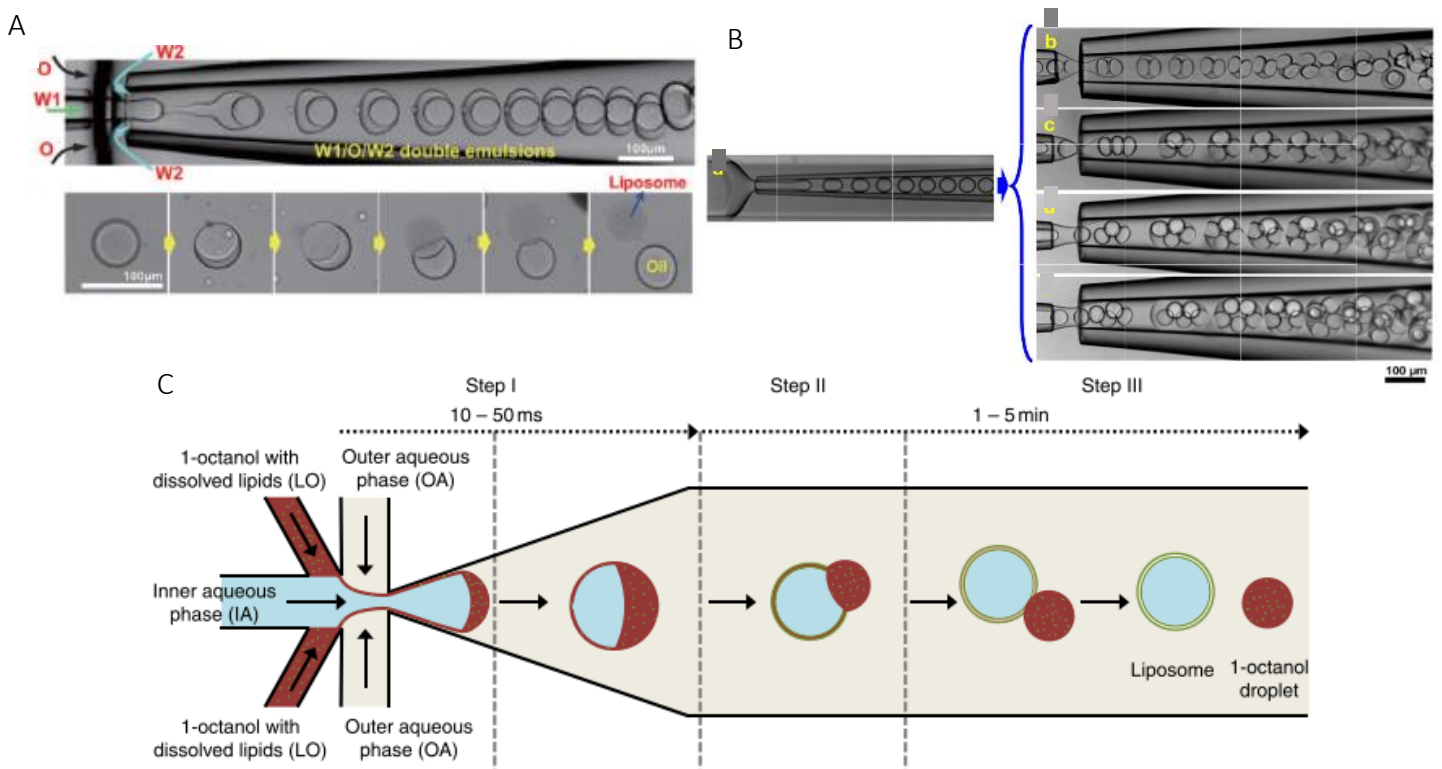 A
O
W2
W1
O
W2
W1/O/W2 double emulsions
100µm
Liposome
100µm
Oil
B
b
c
100 µm
C
Step I
Step II
Step III
10 – 50 ms
1 – 5 min
1-octanol with
dissolved lipids (LO)
Outer aqueous
phase (OA)
Inner aqueous
phase (IA)
1-octanol with
dissolved lipids (LO)
Outer aqueous
phase (OA)
Liposome
1-octanol
droplet